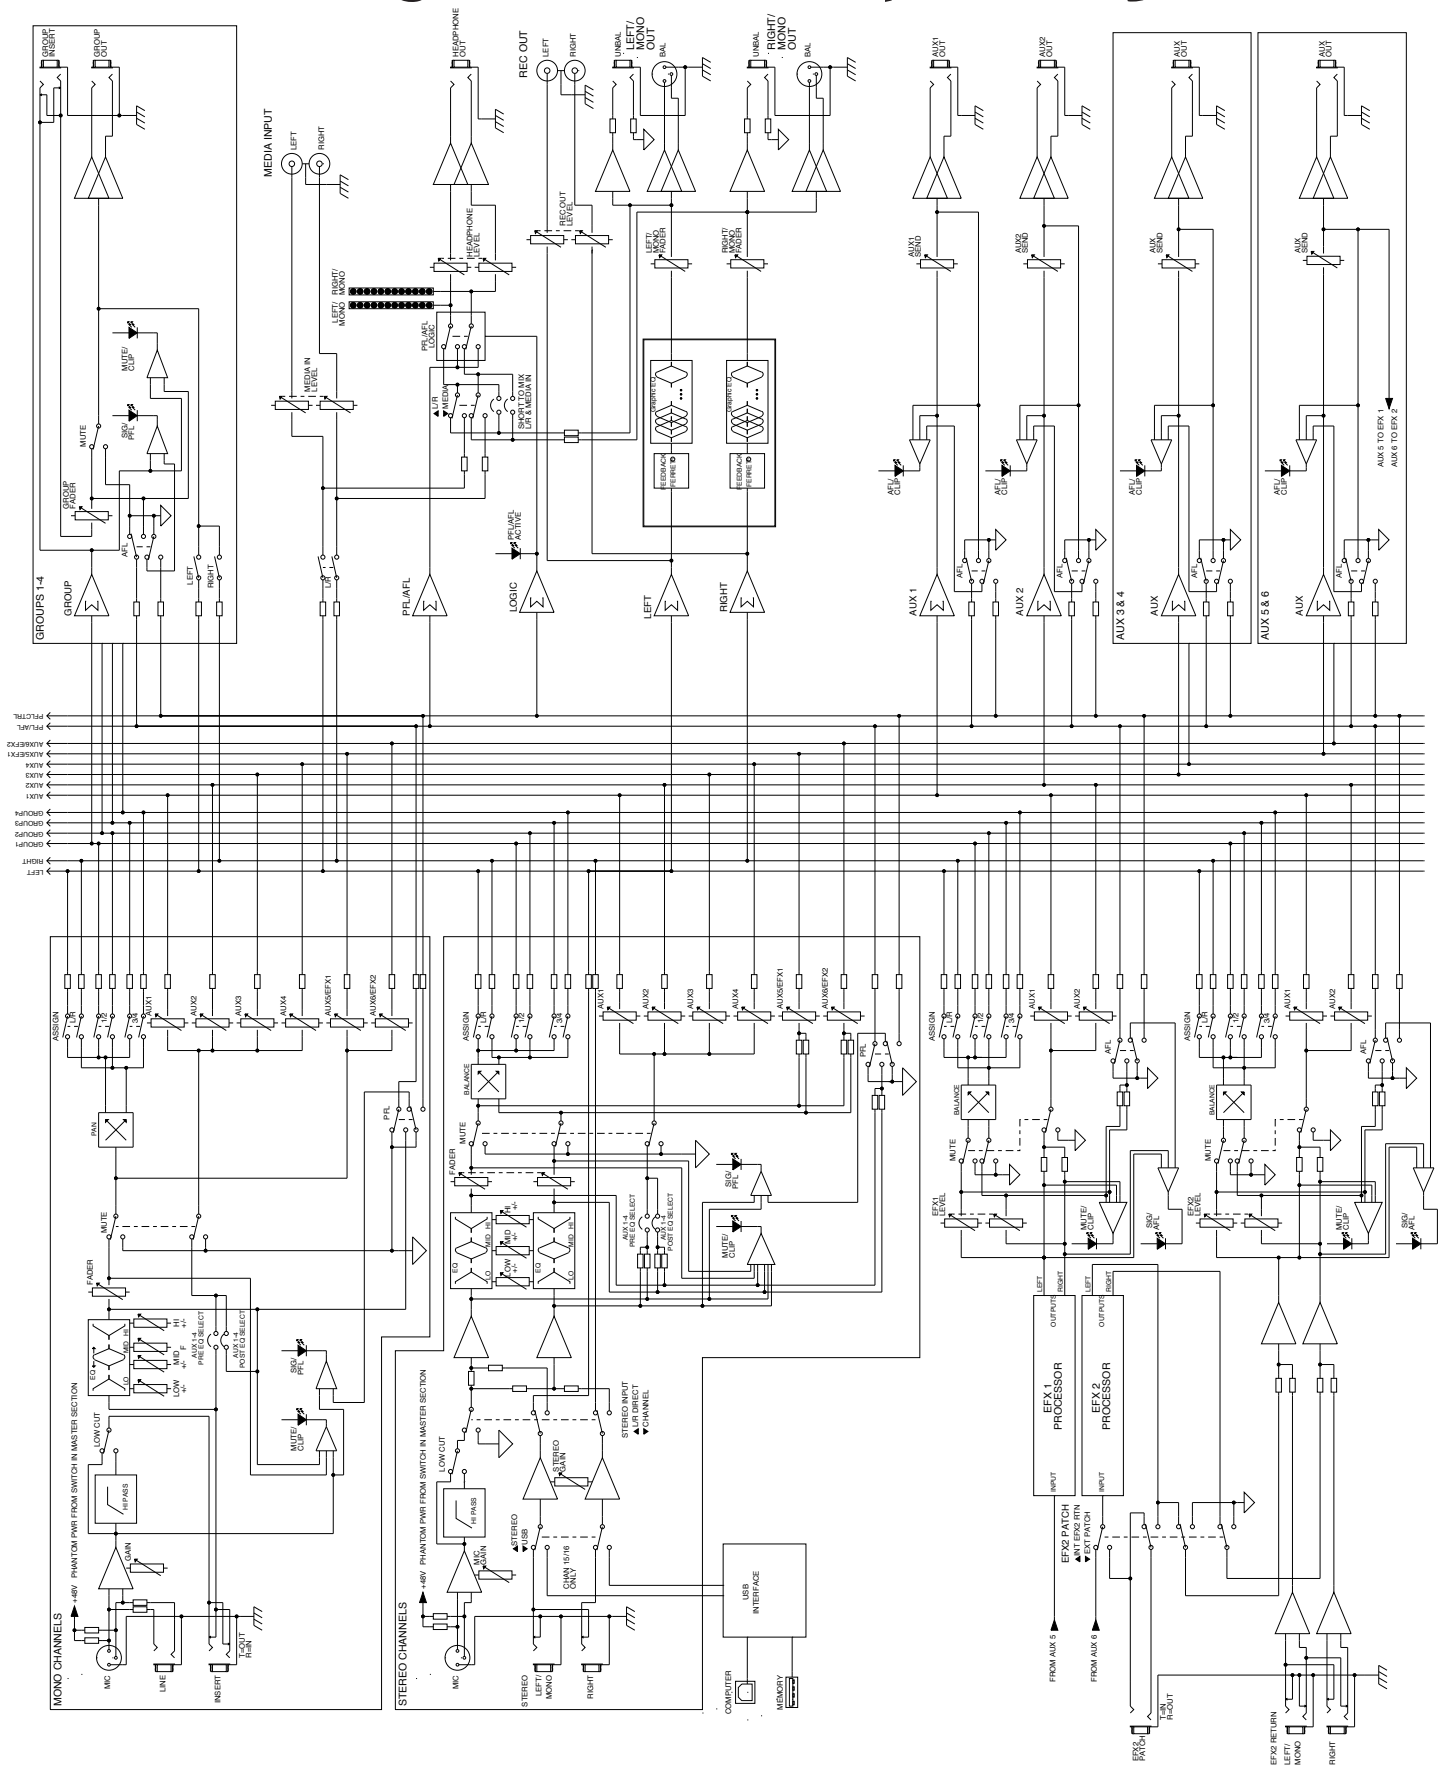 GROUP
INSERT
GROUP
OUT
MUTE/
CLIP
SIG/
PFL
MUTE
GROUP
FADER
AFL
LEFT
RIGHT
GROUP
GROUPS 1-4
MEDIA INPUT
LEFT
RIGHT
MEDIA IN
LEVEL
L/R
HEADPHONE
OUT
HEADPHONE
LEVEL
RIGHT/
MONO
LEFT/
MONO
PFL/AFL
LOGIC
L/R
MEDIA
SHORT TO MIX
L/R & MEDIA IN
PFL/AFL
PFL/AFL
ACTIVE
LOGIC
REC OUT
LEFT
RIGHT
REC OUT
LEVEL
UNBAL
LEFT/
MONO
OUT
BAL
LEFT/
MONO
FADER
Graphic EQ
FEEDBACK
FERRET®
LEFT
UNBAL
RIGHT/
MONO
OUT
BAL
RIGHT/
MONO
FADER
Graphic EQ
FEEDBACK
FERRET®
RIGHT
AUX1
OUT
AUX1
SEND
AFL/
CLIP
AFL
AUX 1
AUX2
OUT
AUX2
SEND
AFL/
CLIP
AFL
AUX 2
AUX
OUT
AUX
SEND
AFL/
CLIP
AFL
AUX
AUX 3 & 4
AUX
OUT
AUX
SEND
AFL/
CLIP
AUX 5 TO EFX 1
AUX 6 TO EFX 2
AFL
AUX
AUX 5 & 6
PFLCTRL
PFL/AFL
AUX6/EFX2
AUX5/EFX1
AUX4
AUX3
AUX2
AUX1
GROUP4
GROUP3
GROUP2
GROUP1
RIGHT
LEFT
ASSIGN
L/R
1/2
3/4
AUX1
AUX2
AUX3
AUX4
AUX5/EFX1
AUX6/EFX2
PAN
PFL
MUTE
FADER
EQ
LO
MID
HI
HI
+/-
MID
F
MID
+/-
LOW
+/-
AUX 1-4
PRE EQ SELECT
AUX 1-4
POST EQ SELECT
SIG/
PFL
MUTE/
CLIP
LOW CUT
HI PASS
GAIN
+48V PHANTOM PWR FROM SWITCH IN MASTER SECTION
MIC
LINE
INSERT
T=OUT
R=IN
MONO CHANNELS
ASSIGN
L/R
1/2
3/4
AUX1
AUX2
AUX3
AUX4
AUX5/EFX1
AUX6/EFX2
PFL
BALANCE
MUTE
FADER
EQ
LO
MID
HI
HI
+/-
MID
+/-
LOW
+/-
LO
MID
HI
AUX 1-4
PRE EQ SELECT
AUX 1-4
POST EQ SELECT
SIG/
PFL
MUTE/
CLIP
STEREO INPUT
L/R DIRECT
CHANNEL
LOW CUT
HI PASS
MIC
GAIN
STEREO
GAIN
STEREO
USB
CHAN 15/16
ONLY
+48V PHANTOM PWR FROM SWITCH IN MASTER SECTION
MIC
STEREO
LEFT/
MONO
RIGHT
STEREO CHANNELS
USB
INTERFACE
COMPUTER
MEMORY
ASSIGN
L/R
1/2
3/4
AUX1
AUX2
AFL
BALANCE
MUTE
EFX1
LEVEL
MUTE/
CLIP
SIG/
AFL
ASSIGN
L/R
1/2
3/4
AUX1
AUX2
AFL
BALANCE
MUTE
EFX2
LEVEL
MUTE/
CLIP
SIG/
AFL
LEFT
RIGHT
OUTPUTS
EFX 1
PROCESSOR
INPUT
LEFT
RIGHT
OUTPUTS
EFX 2
PROCESSOR
INPUT
EFX2 PATCH
INT EFX2 RTN
EXT PATCH
FROM AUX 5
FROM AUX 6
EFX2
PATCH
T=IN
R=OUT
EFX2 RETURN
LEFT/
MONO
RIGHT